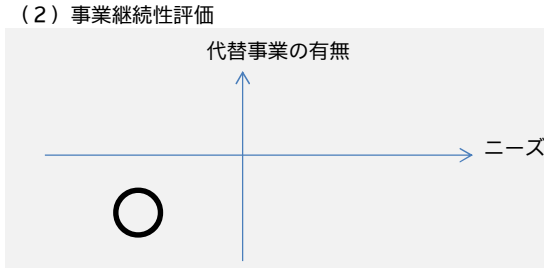 （２）事業継続性評価
代替事業の有無
ニーズ